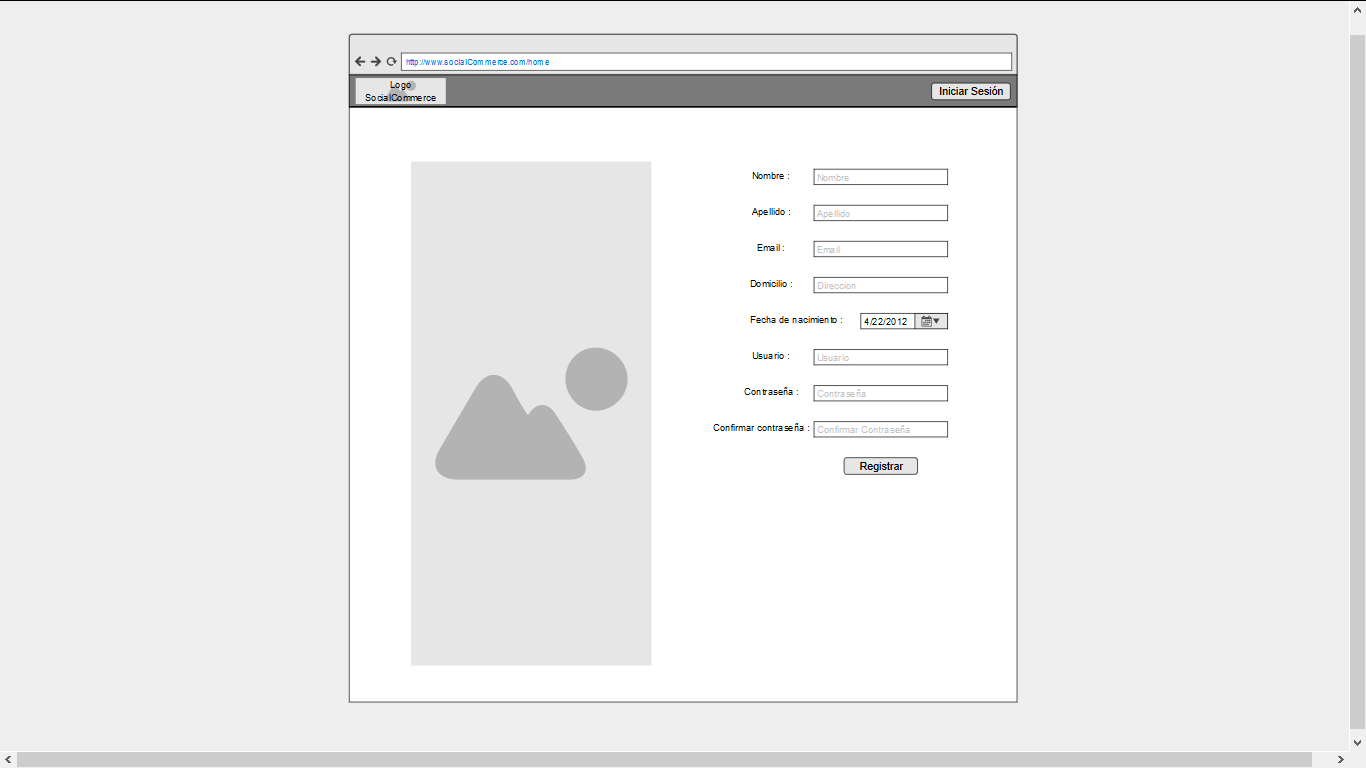 http://www.socialCommerce.com/home
Logo
SocialCommerce
Iniciar Sesión
Nombre :
Nombre
Apellido :
Apellido
Email :
Email
Domicilio :
Direccion
Fecha de nacimiento :
4/22/2012
Usuario :
Usuario
Contraseña :
Contraseña
Confirmar contraseña :
Confirmar Contraseña
Registrar